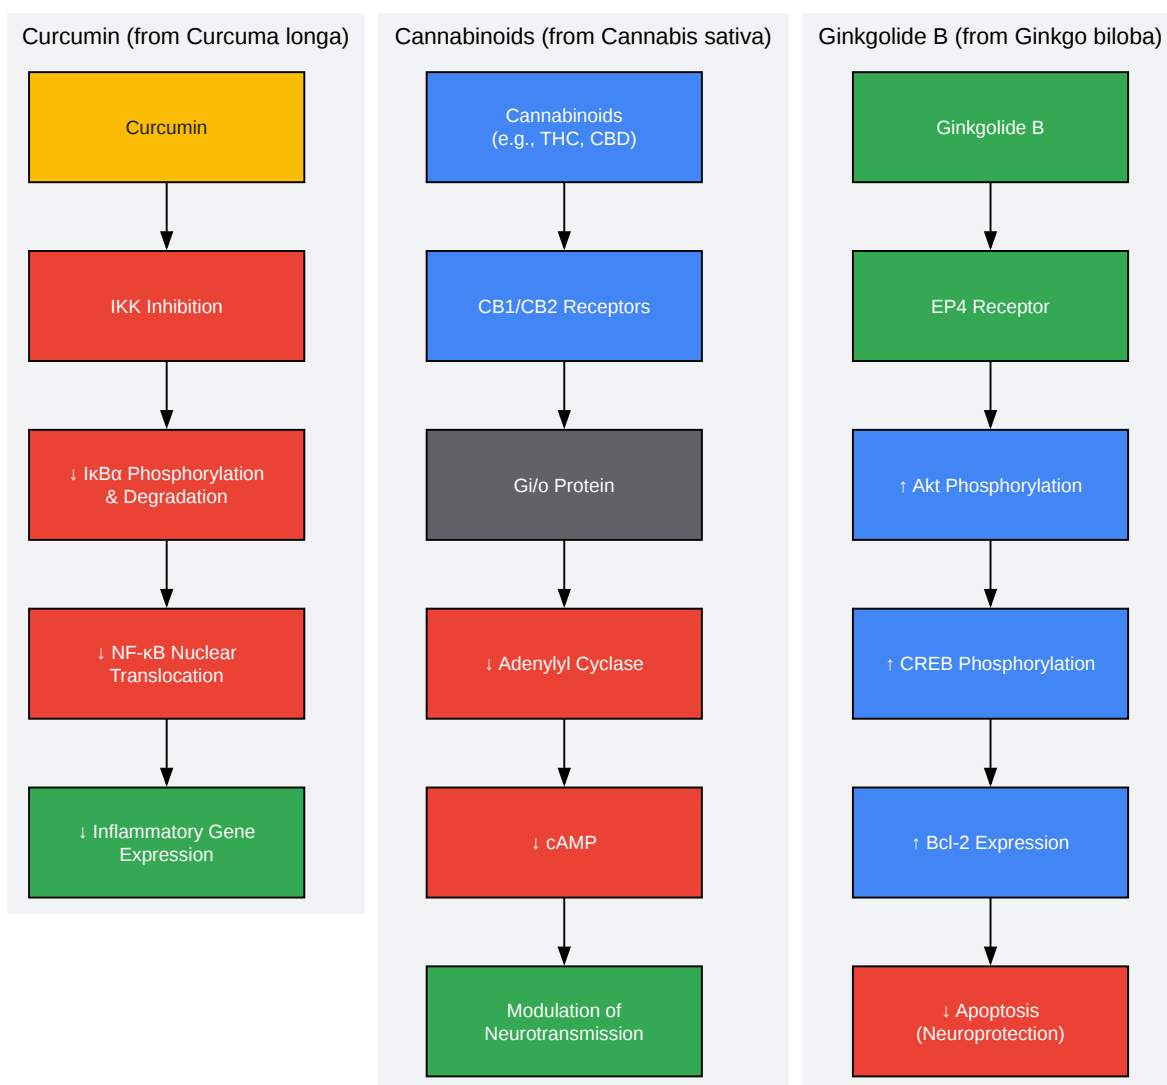 Curcumin (from Curcuma longa)
Curcumin
IKK Inhibition
↓ IκBα Phosphorylation
& Degradation
↓ NF-κB Nuclear
Translocation
↓ Inflammatory Gene
Expression
Cannabinoids (from Cannabis sativa)
Cannabinoids
(e.g., THC, CBD)
CB1/CB2 Receptors
Gi/o Protein
↓ Adenylyl Cyclase
↓ cAMP
Modulation of
Neurotransmission
Ginkgolide B (from Ginkgo biloba)
Ginkgolide B
EP4 Receptor
↑ Akt Phosphorylation
↑ CREB Phosphorylation
↑ Bcl-2 Expression
↓ Apoptosis
(Neuroprotection)